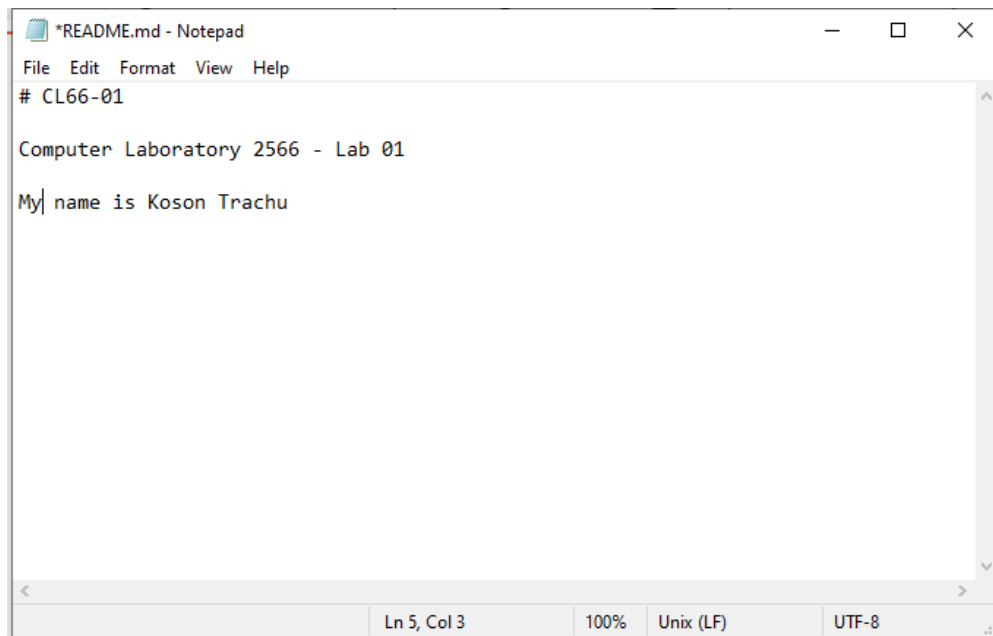 *README.md - Notepad
File Edit Format View Help
# CL66-01
Computer Laboratory 2566 - Lab 01
My name is Koson Trachu
Ln 5, Col 3 100% Unix (LF) UTF-8